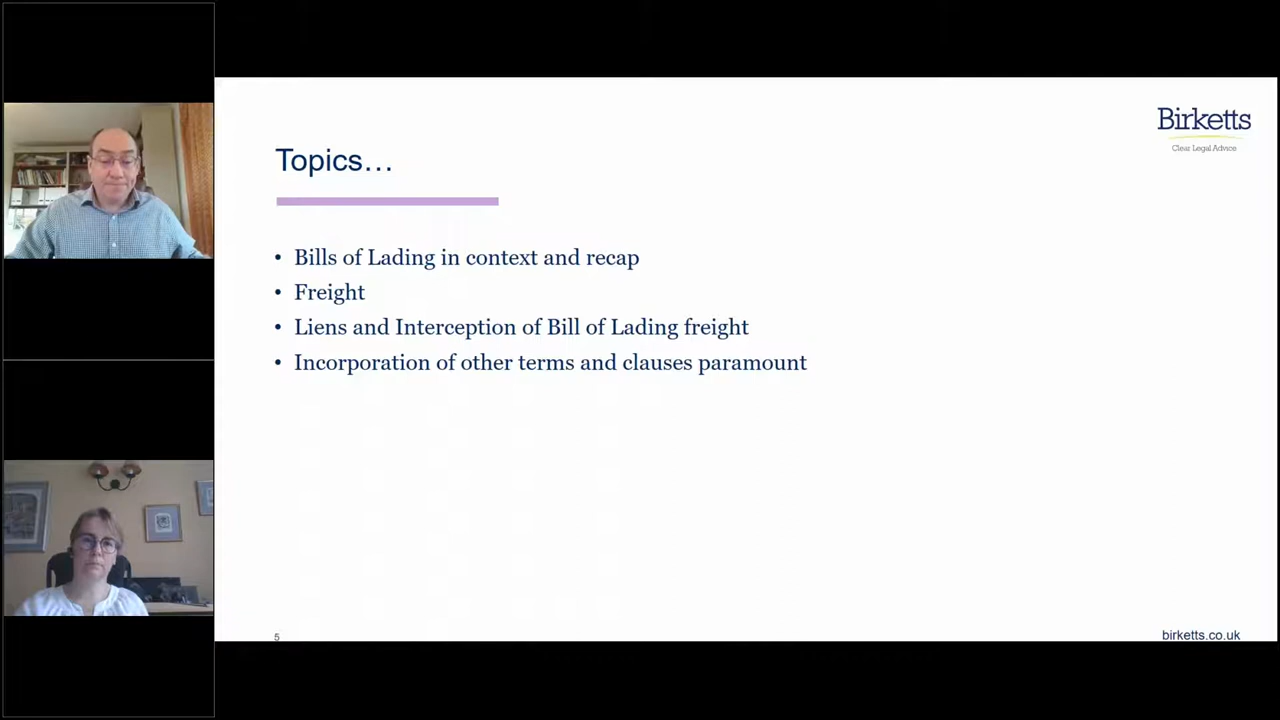 Birketts
Clear Legal Advice
Topics…
• Bills of Lading in context and recap
• Freight
• Liens and Interception of Bill of Lading freight
• Incorporation of other terms and clauses paramount
5
birketts.co.uk